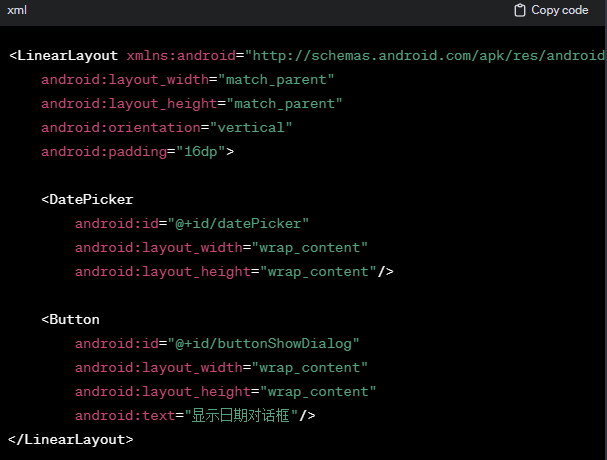 xml
Copy code
<LinearLayout xmlns:android="http://schemas.android.com/apk/res/android
android:layout_width="match_parent"
android:layout_height="match_parent"
android:orientation="vertical"
android:padding="16dp">
<DatePicker
android:id="@+id/datePicker"
android:layout_width="wrap_content"
android:layout_height="wrap_content"/>
<Button
android:id="@+id/buttonShowDialog"
android:layout_width="wrap_content"
android:layout_height="wrap_content"
android:text="显示日期对话框"/>
</LinearLayout>